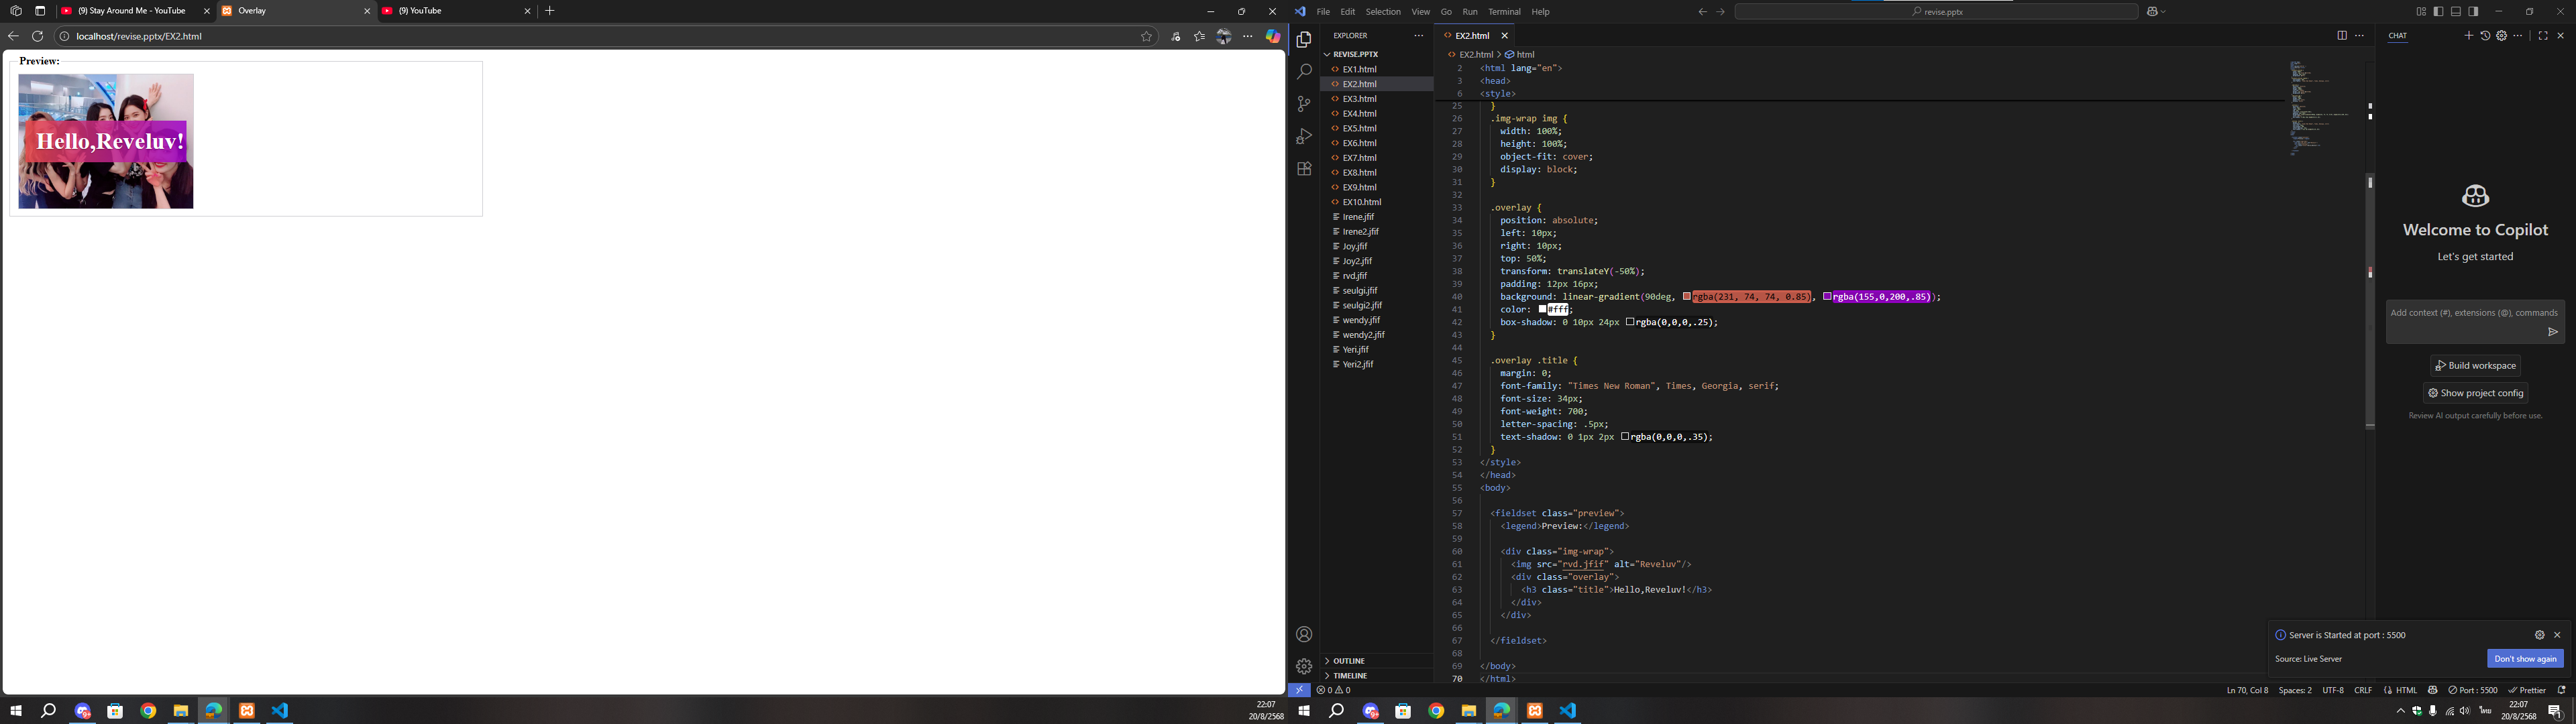 (9) Stay Around Me - YouTube
Overlay
(9) YouTube
localhost/revise.pptx/EX2.html
Preview:
Hello,Reveluv!
File Edit Selection View Go Run Terminal Help
revise.pptx
EXPLORER
REVISE.PPTX
EX1.html
EX2.html
EX3.html
EX4.html
EX5.html
EX6.html
EX7.html
EX8.html
EX9.html
EX10.html
Irene.jfif
Irene2.jfif
Joy.jfif
Joy2.jfif
rvd.jfif
seulgi.jfif
seulgi2.jfif
wendy.jfif
wendy2.jfif
Yeri.jfif
Yeri2.jfif
OUTLINE
TIMELINE
EX2.html
EX2.html > html
2 <html lang="en">
3 <head>
6 <style>
25 }
26 .img-wrap img {
27 width: 100%;
28 height: 100%;
29 object-fit: cover;
30 display: block;
31 }
32
33 .overlay {
34 position: absolute;
35 left: 10px;
36 right: 10px;
37 top: 50%;
38 transform: translateY(-50%);
39 padding: 12px 16px;
40 background: linear-gradient(90deg, rgba(231, 74, 74, 0.85), rgba(155,0,200,.85));
41 color: #fff;
42 box-shadow: 0 10px 24px rgba(0,0,0,.25);
43 }
44
45 .overlay .title {
46 margin: 0;
47 font-family: "Times New Roman", Times, Georgia, serif;
48 font-size: 34px;
49 font-weight: 700;
50 letter-spacing: .5px;
51 text-shadow: 0 1px 2px rgba(0,0,0,.35);
52 }
53 </style>
54 </head>
55 <body>
56
57 <fieldset class="preview">
58 <legend>Preview:</legend>
59
60 <div class="img-wrap">
61 <img src="rvd.jfif" alt="Reveluv"/>
62 <div class="overlay">
63 <h3 class="title">Hello,Reveluv!</h3>
64 </div>
65 </div>
66
67 </fieldset>
68
69 </body>
70 </html>
CHAT
Welcome to Copilot
Let's get started
Add context (#), extensions (@), commands
Build workspace
Show project config
Review AI output carefully before use.
Server is Started at port : 5500
Source: Live Server
Don't show again
0 0
Ln 70, Col 8 Spaces: 2 UTF-8 CRLF HTML Port : 5500 Prettier
22:07
20/8/2568
ไทย
22:07
20/8/2568